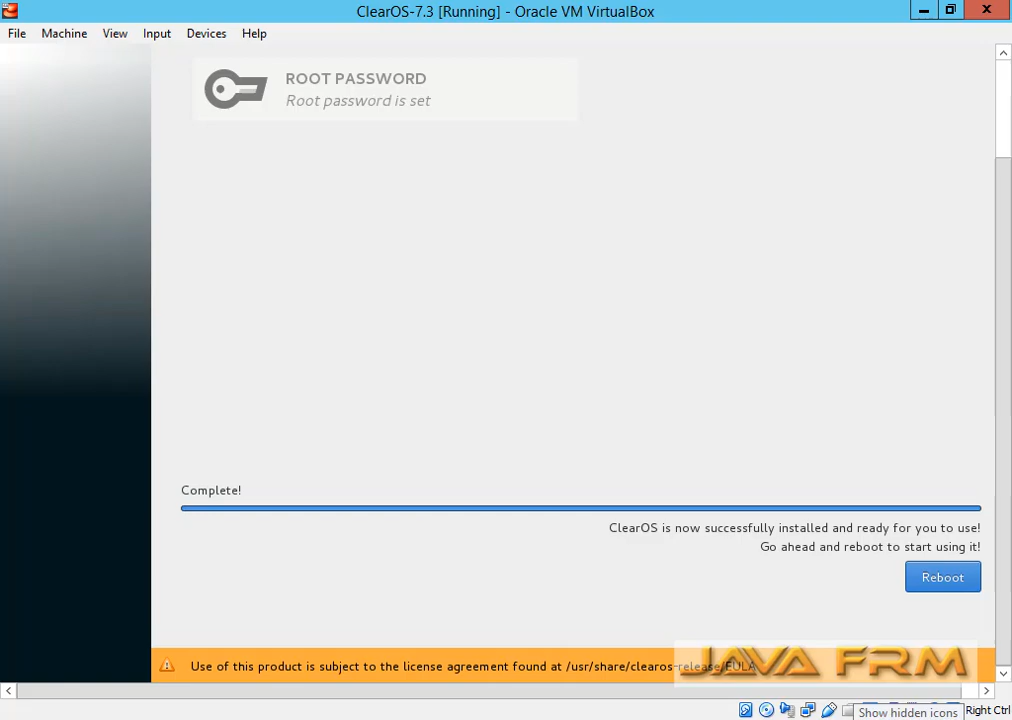 ClearOS-7.3 [Running] - Oracle VM VirtualBox
File Machine View Input Devices Help
ROOT PASSWORD
Root password is set
Complete!
ClearOS is now successfully installed and ready for you to use!
Go ahead and reboot to start using it!
Reboot
Use of this product is subject to the license agreement found at /usr/share/clearos-release/EULA
JAVA FRM
Show hidden icons
Right Ctrl